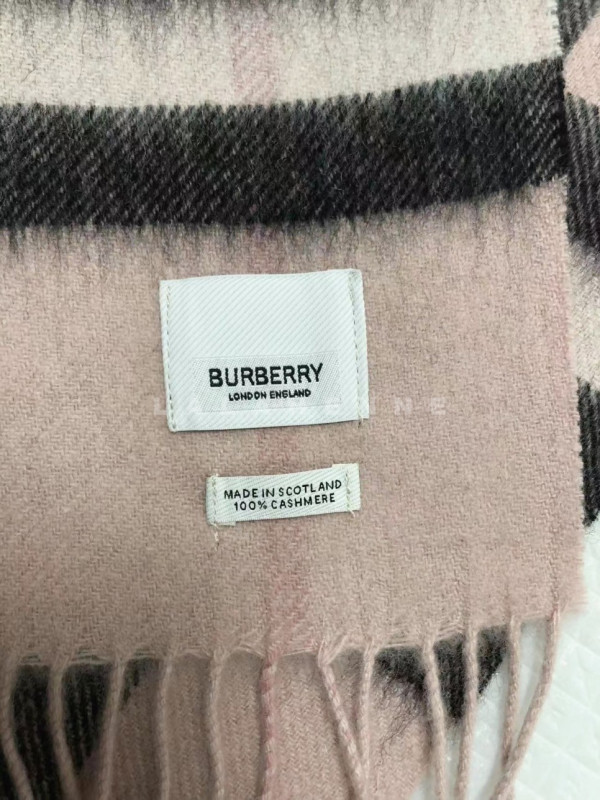 BURBERRY
LONDON ENGLAND
MADE IN SCOTLAND
100% CASHMERE